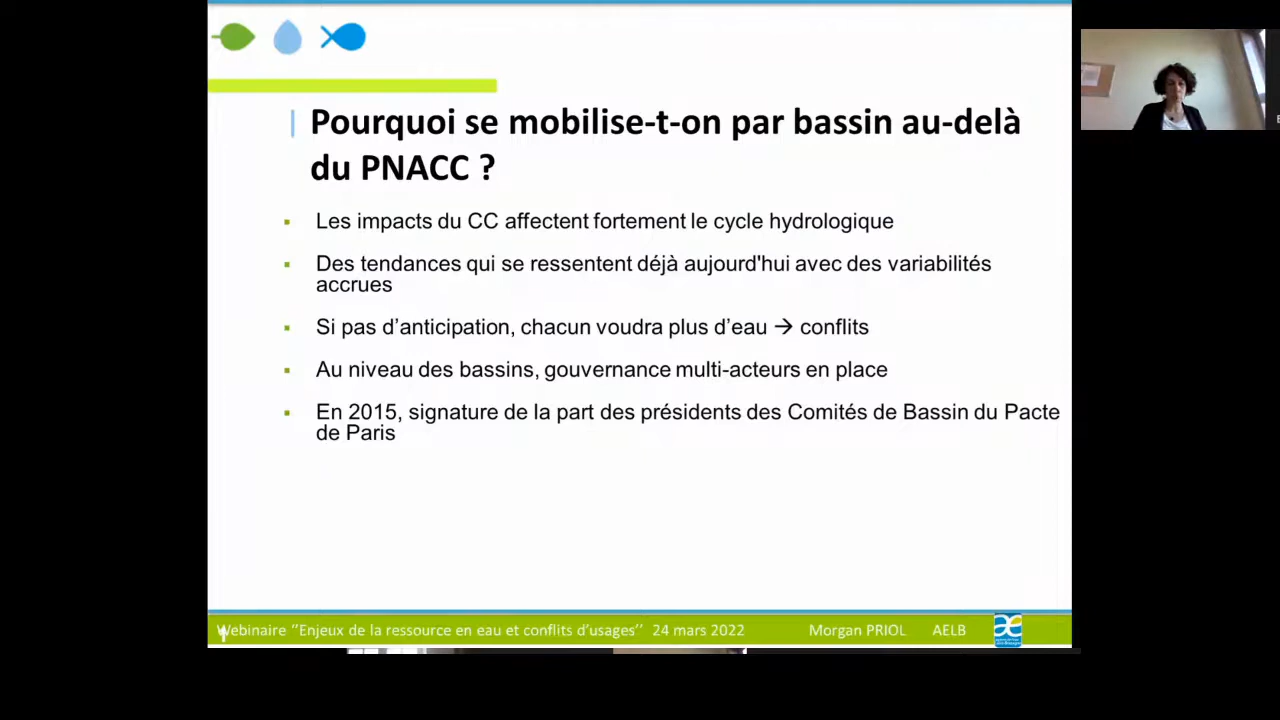 Pourquoi se mobilise-t-on par bassin au-delà
du PNACC ?
Les impacts du CC affectent fortement le cycle hydrologique
Des tendances qui se ressentent déjà aujourd'hui avec des variabilités
accrues
Si pas d’anticipation, chacun voudra plus d’eau → conflits
Au niveau des bassins, gouvernance multi-acteurs en place
En 2015, signature de la part des présidents des Comités de Bassin du Pacte
de Paris
Webinaire ‘’Enjeux de la ressource en eau et conflits d’usages’’ 24 mars 2022 Morgan PRIOL AELB